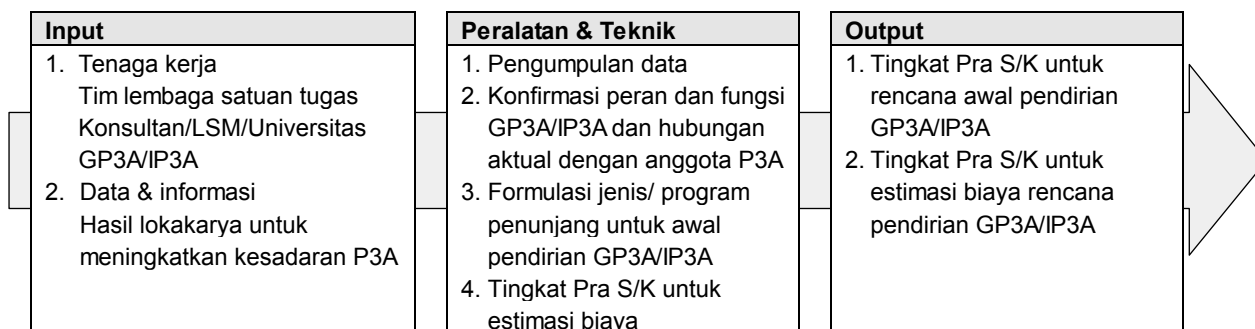 Input
1. Tenaga kerja
Tim lembaga satuan tugas
Konsultan/LSM/Universitas
GP3A/IP3A
2. Data & informasi
Hasil lokakarya untuk
meningkatkan kesadaran P3A
Peralatan & Teknik
1. Pengumpulan data
2. Konfirmasi peran dan fungsi
GP3A/IP3A dan hubungan
aktual dengan anggota P3A
3. Formulasi jenis/ program
penunjang untuk awal
pendirian GP3A/IP3A
4. Tingkat Pra S/K untuk
estimasi biaya
Output
1. Tingkat Pra S/K untuk
rencana awal pendirian
GP3A/IP3A
2. Tingkat Pra S/K untuk
estimasi biaya rencana
pendirian GP3A/IP3A